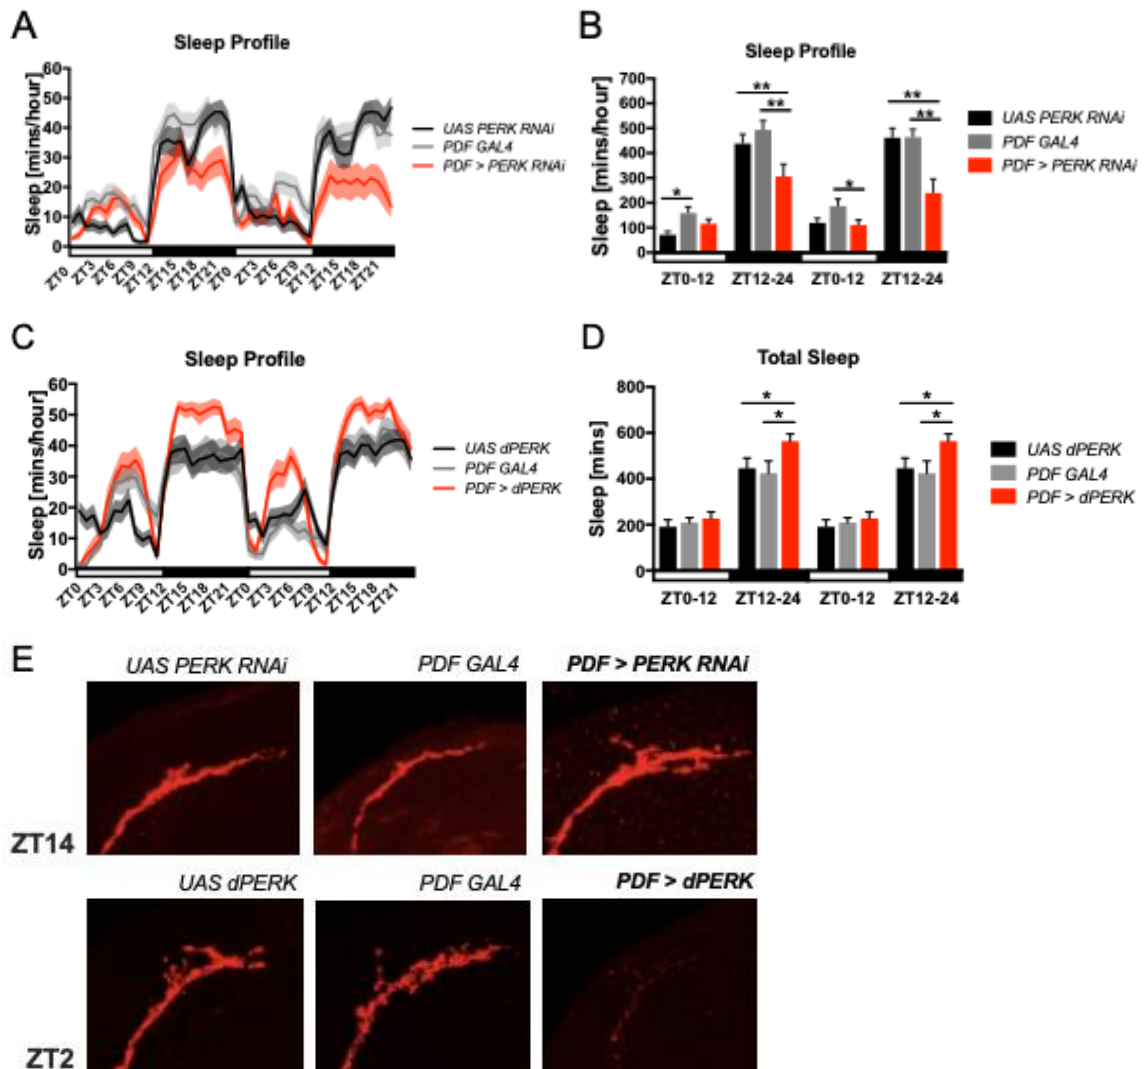 A
Sleep Profile
Sleep [mins/hour]
60
50
40
30
20
10
0
ZT0
ZT3
ZT6
ZT9
ZT12
ZT15
ZT18
ZT21
ZT0
ZT3
ZT6
ZT9
ZT12
ZT15
ZT18
ZT21
UAS PERK RNAi
PDF GAL4
PDF > PERK RNAi
B
Sleep Profile
Sleep [mins/hour]
700
600
500
400
300
200
100
0
*
**
**
*
**
**
ZT0-12
ZT12-24
ZT0-12
ZT12-24
UAS PERK RNAi
PDF GAL4
PDF > PERK RNAi
C
Sleep Profile
Sleep [mins/hour]
60
50
40
30
20
10
0
ZT0
ZT3
ZT6
ZT9
ZT12
ZT15
ZT18
ZT21
ZT0
ZT3
ZT6
ZT9
ZT12
ZT15
ZT18
ZT21
UAS dPERK
PDF GAL4
PDF > dPERK
D
Total Sleep
Sleep [mins]
800
600
400
200
0
*
*
*
*
ZT0-12
ZT12-24
ZT0-12
ZT12-24
UAS dPERK
PDF GAL4
PDF > dPERK
E
UAS PERK RNAi
PDF GAL4
PDF > PERK RNAi
ZT14
UAS dPERK
PDF GAL4
PDF > dPERK
ZT2